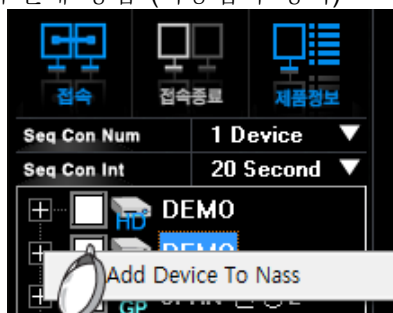 접속 접속종료 제품정보
Seq Con Num 1 Device ▼
Seq Con Int 20 Second ▼
HD DEMO
DEMO
Add Device To Nass
GP